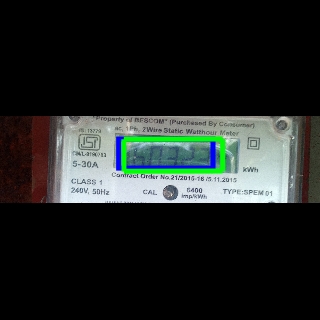 "Property of BESCOM" (Purchased By Consumer)
ac, 1Ph, 2Wire Static Watthour Meter
ISI
5-30A
kWh
Contract Order No.21/2015-16 /5.11.2015
CLASS 1
240V, 50Hz
CAL
6400
imp/kWh
TYPE:SPEM 01